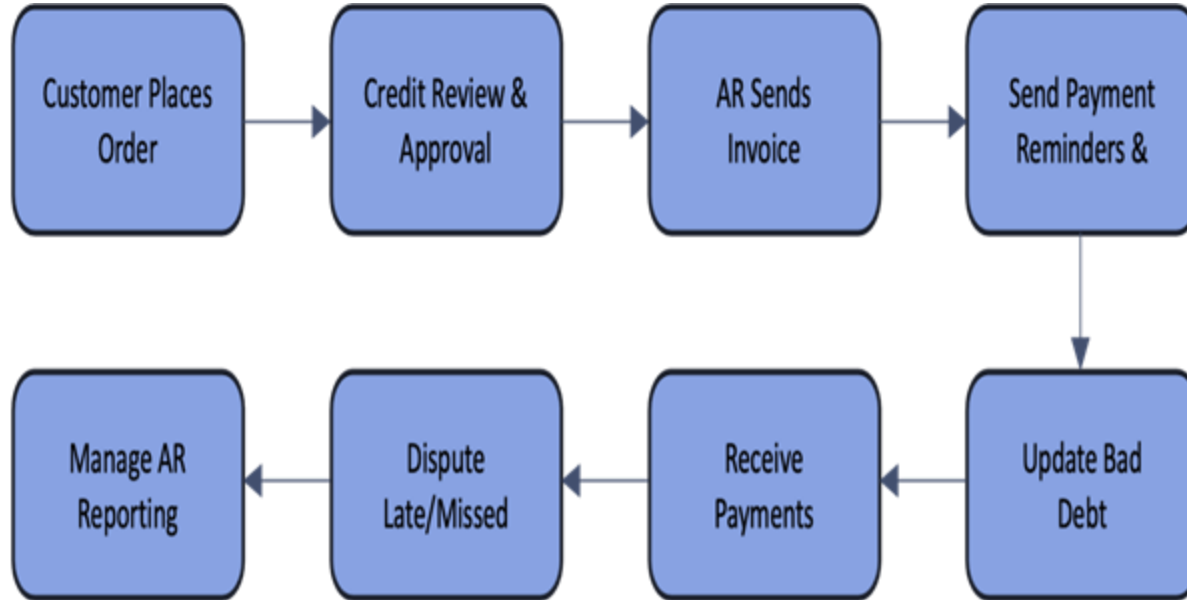 Customer Places
Order
Credit Review &
Approval
AR Sends
Invoice
Send Payment
Reminders &
Update Bad
Debt
Receive
Payments
Dispute
Late/Missed
Manage AR
Reporting